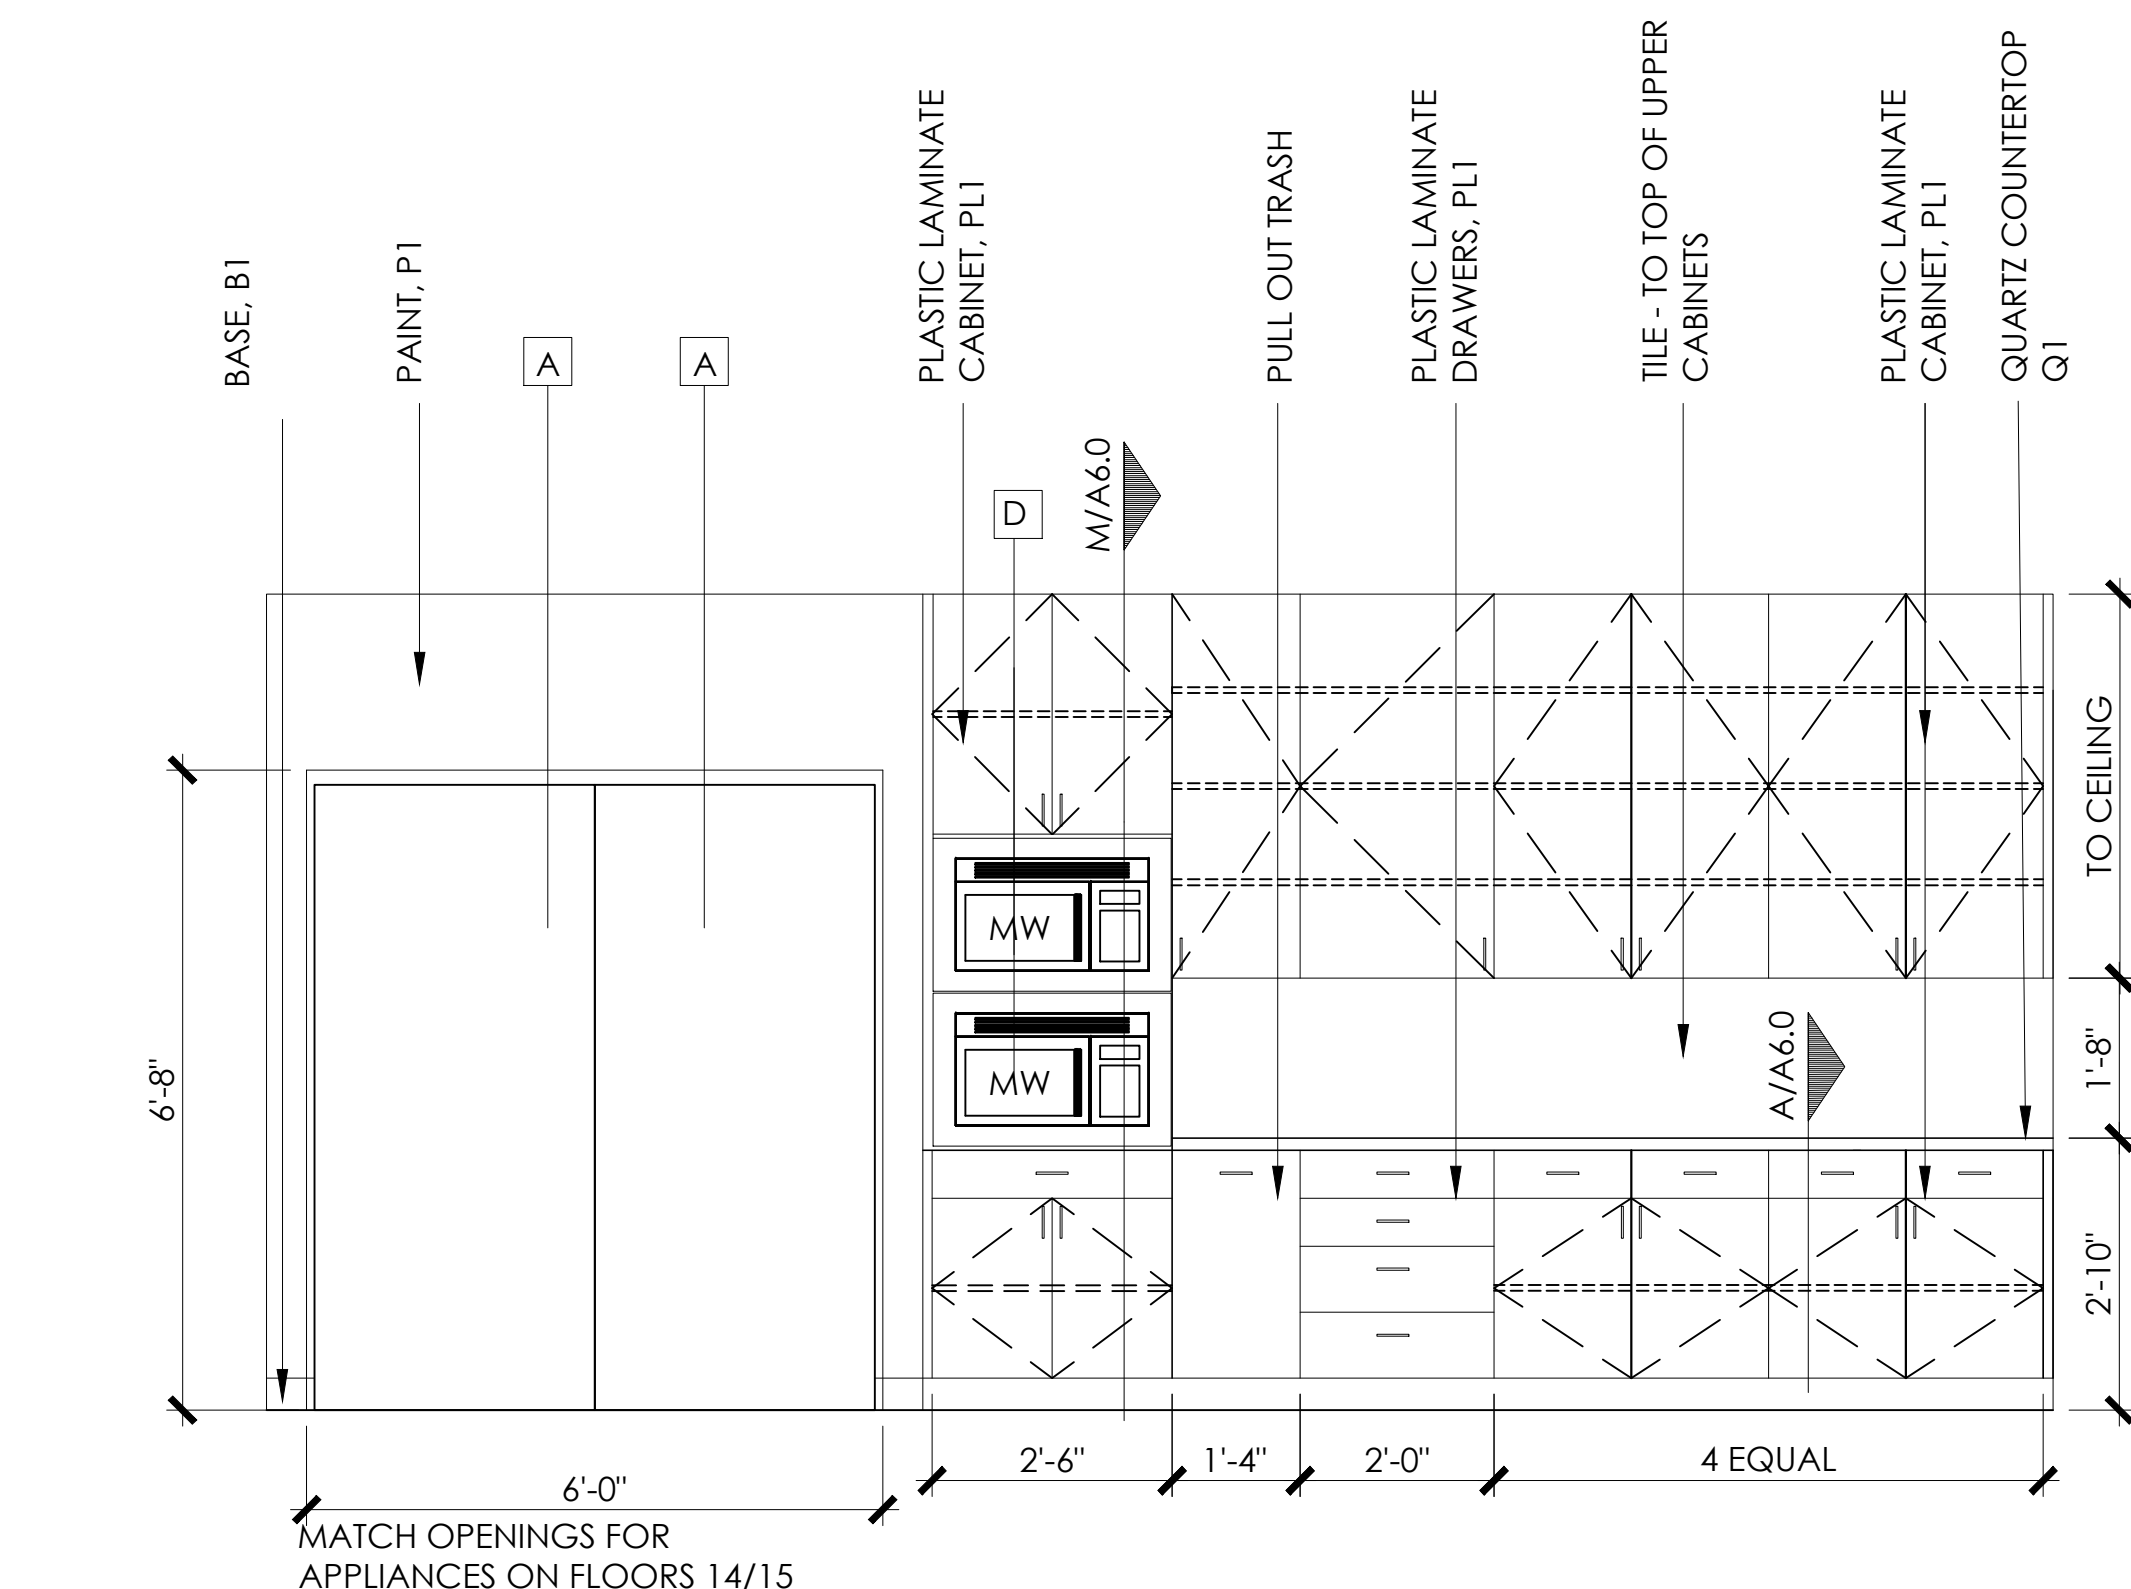 BASE, B1
PAINT, P1
A
A
PLASTIC LAMINATE
CABINET, PL1
D
M/A6.0
PULL OUT TRASH
PLASTIC LAMINATE
DRAWERS, PL1
TILE - TO TOP OF UPPER
CABINETS
PLASTIC LAMINATE
CABINET, PL1
QUARTZ COUNTERTOP
Q1
MW
MW
A/A6.0
TO CEILING
1'-8"
2'-10"
6'-8"
2'-6"
1'-4"
2'-0"
4 EQUAL
6'-0"
MATCH OPENINGS FOR
APPLIANCES ON FLOORS 14/15